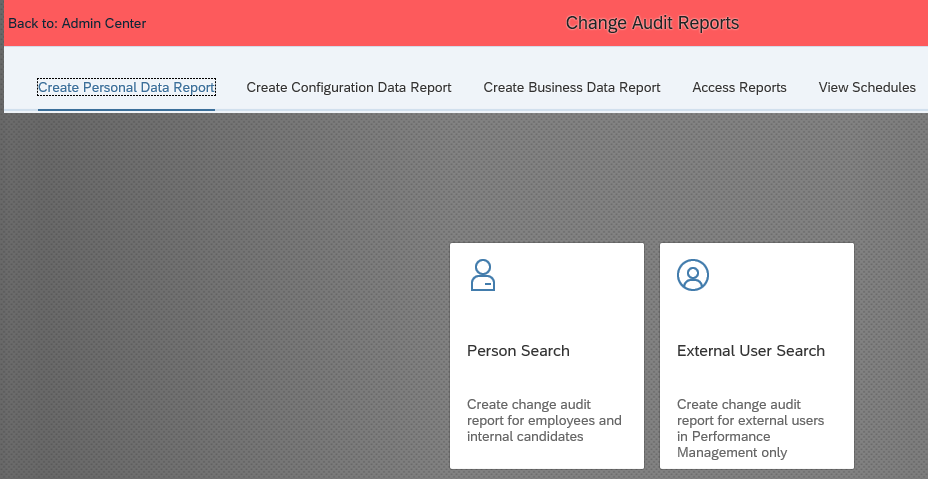 Back to: Admin Center
Change Audit Reports
Create Personal Data Report
Create Configuration Data Report
Create Business Data Report
Access Reports
View Schedules
Person Search
Create change audit
report for employees and
internal candidates
External User Search
Create change audit
report for external users
in Performance
Management only